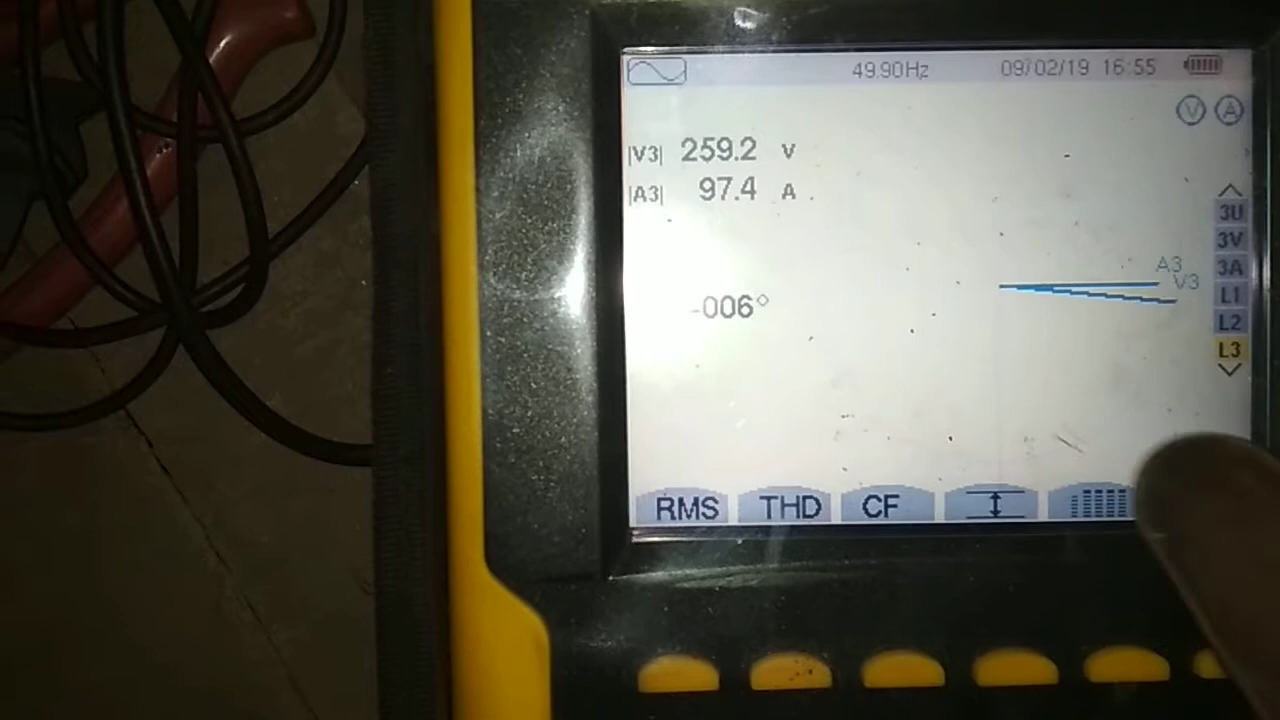 49.90Hz 09/02/19 16:55
V A
|V3| 259.2 V
|A3| 97.4 A
3U
3V
A3
3A
V3
L1
-006°
L2
L3
RMS THD CF